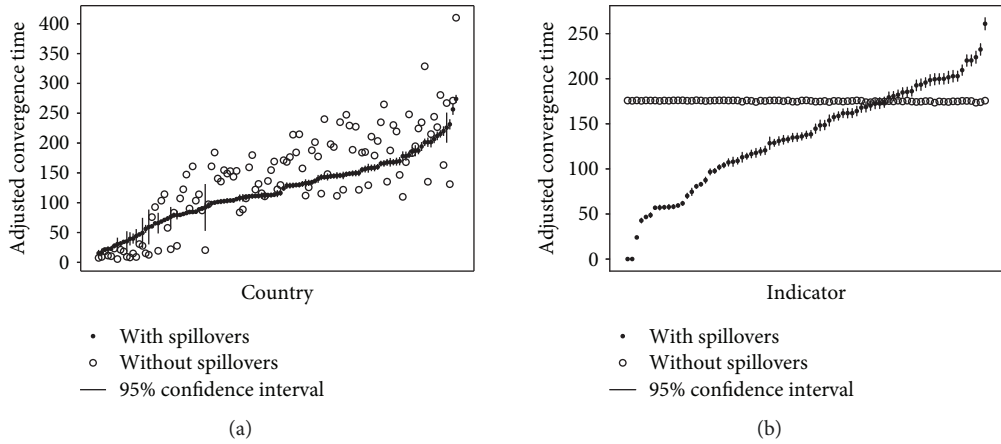 400
350
300
250
200
150
100
50
0
Adjusted convergence time
Country
With spillovers
Without spillovers
95% confidence interval
(a)
250
200
150
100
50
0
Adjusted convergence time
Indicator
With spillovers
Without spillovers
95% confidence interval
(b)